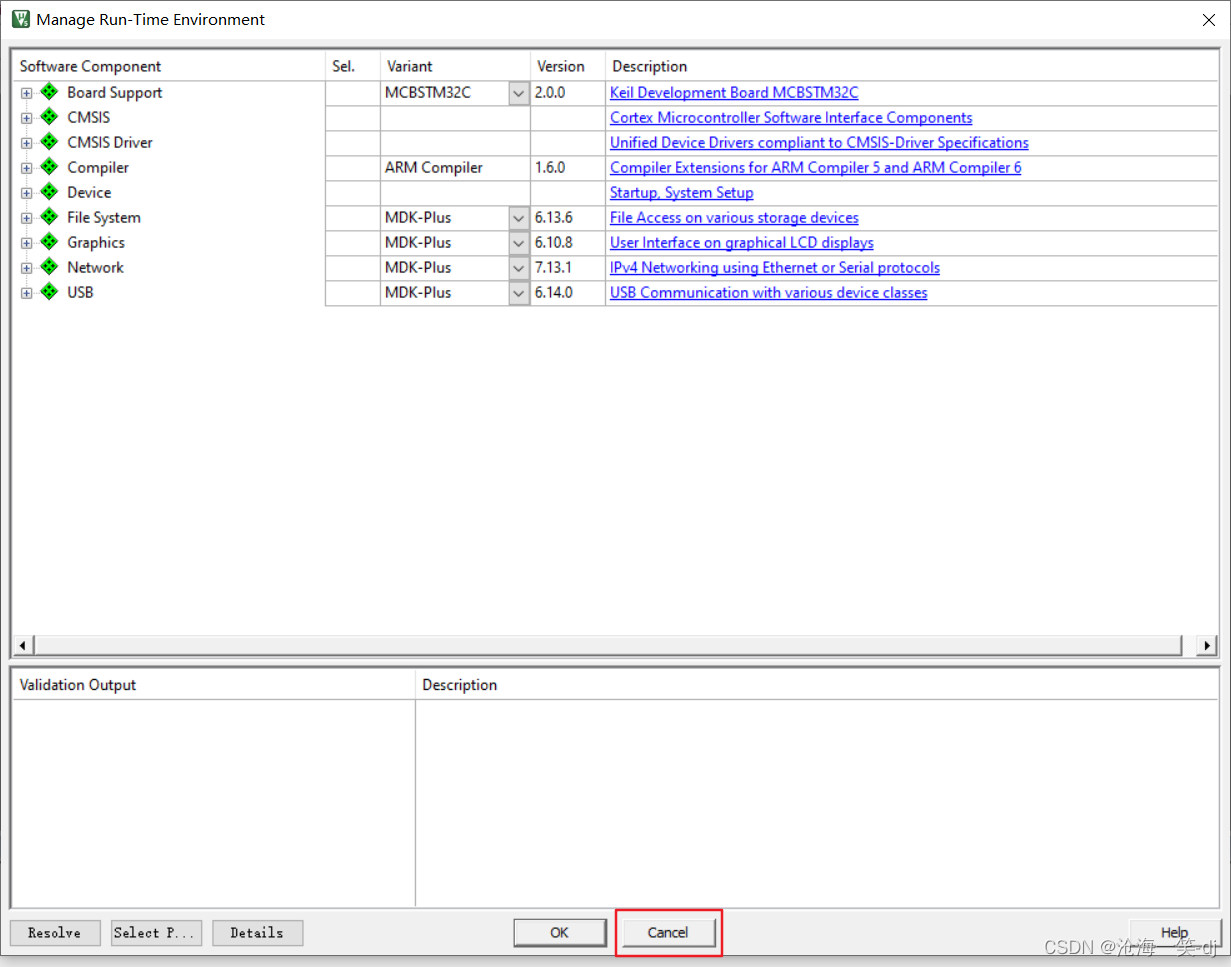 Manage Run-Time Environment
Software Component Sel. Variant Version Description
Board Support MCBSTM32C 2.0.0 Keil Development Board MCBSTM32C
CMSIS Cortex Microcontroller Software Interface Components
CMSIS Driver Unified Device Drivers compliant to CMSIS-Driver Specifications
Compiler ARM Compiler 1.6.0 Compiler Extensions for ARM Compiler 5 and ARM Compiler 6
Device Startup, System Setup
File System MDK-Plus 6.13.6 File Access on various storage devices
Graphics MDK-Plus 6.10.8 User Interface on graphical LCD displays
Network MDK-Plus 7.13.1 IPv4 Networking using Ethernet or Serial protocols
USB MDK-Plus 6.14.0 USB Communication with various device classes
Validation Output Description
Resolve Select P... Details OK Cancel Help
CSDN @沧海一笑-dj